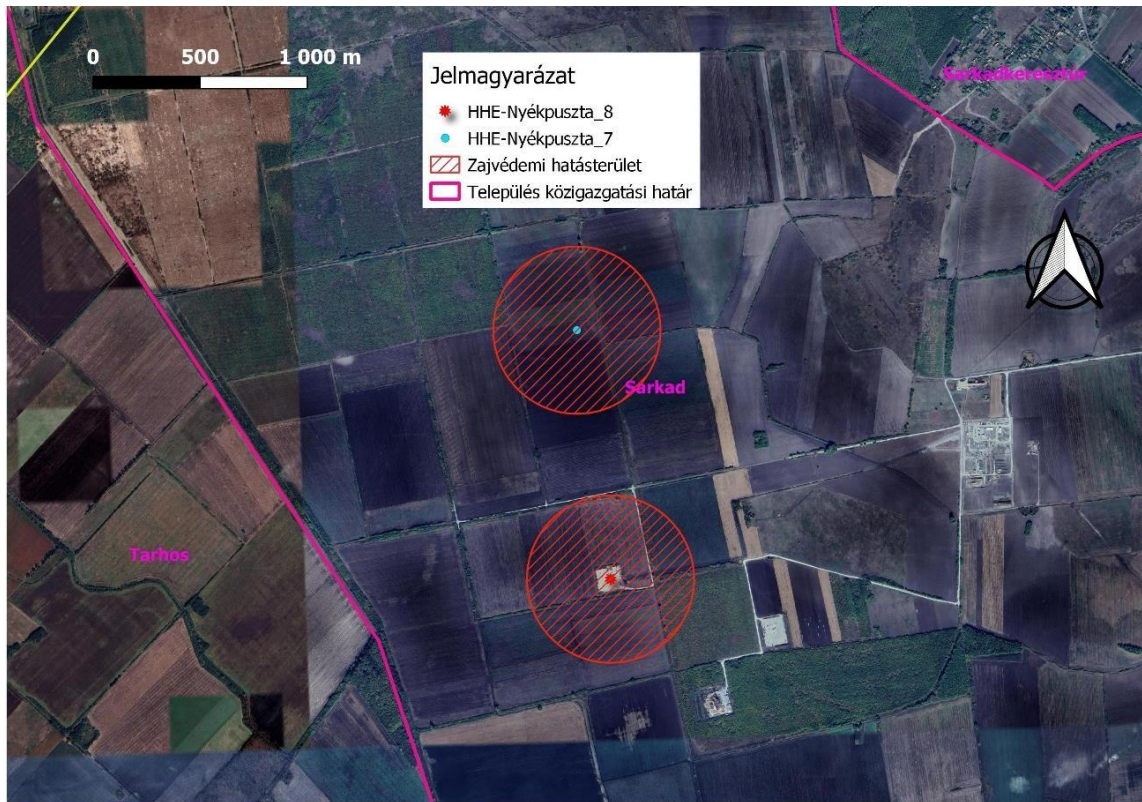 0 500 1 000 m
Jelmagyarázat
HHE-Nyékpuszta_8
HHE-Nyékpuszta_7
Zajvédemi hatásterület
Település közigazgatási határ
Sarkadkeresztúr
Sarkad
Tarhos